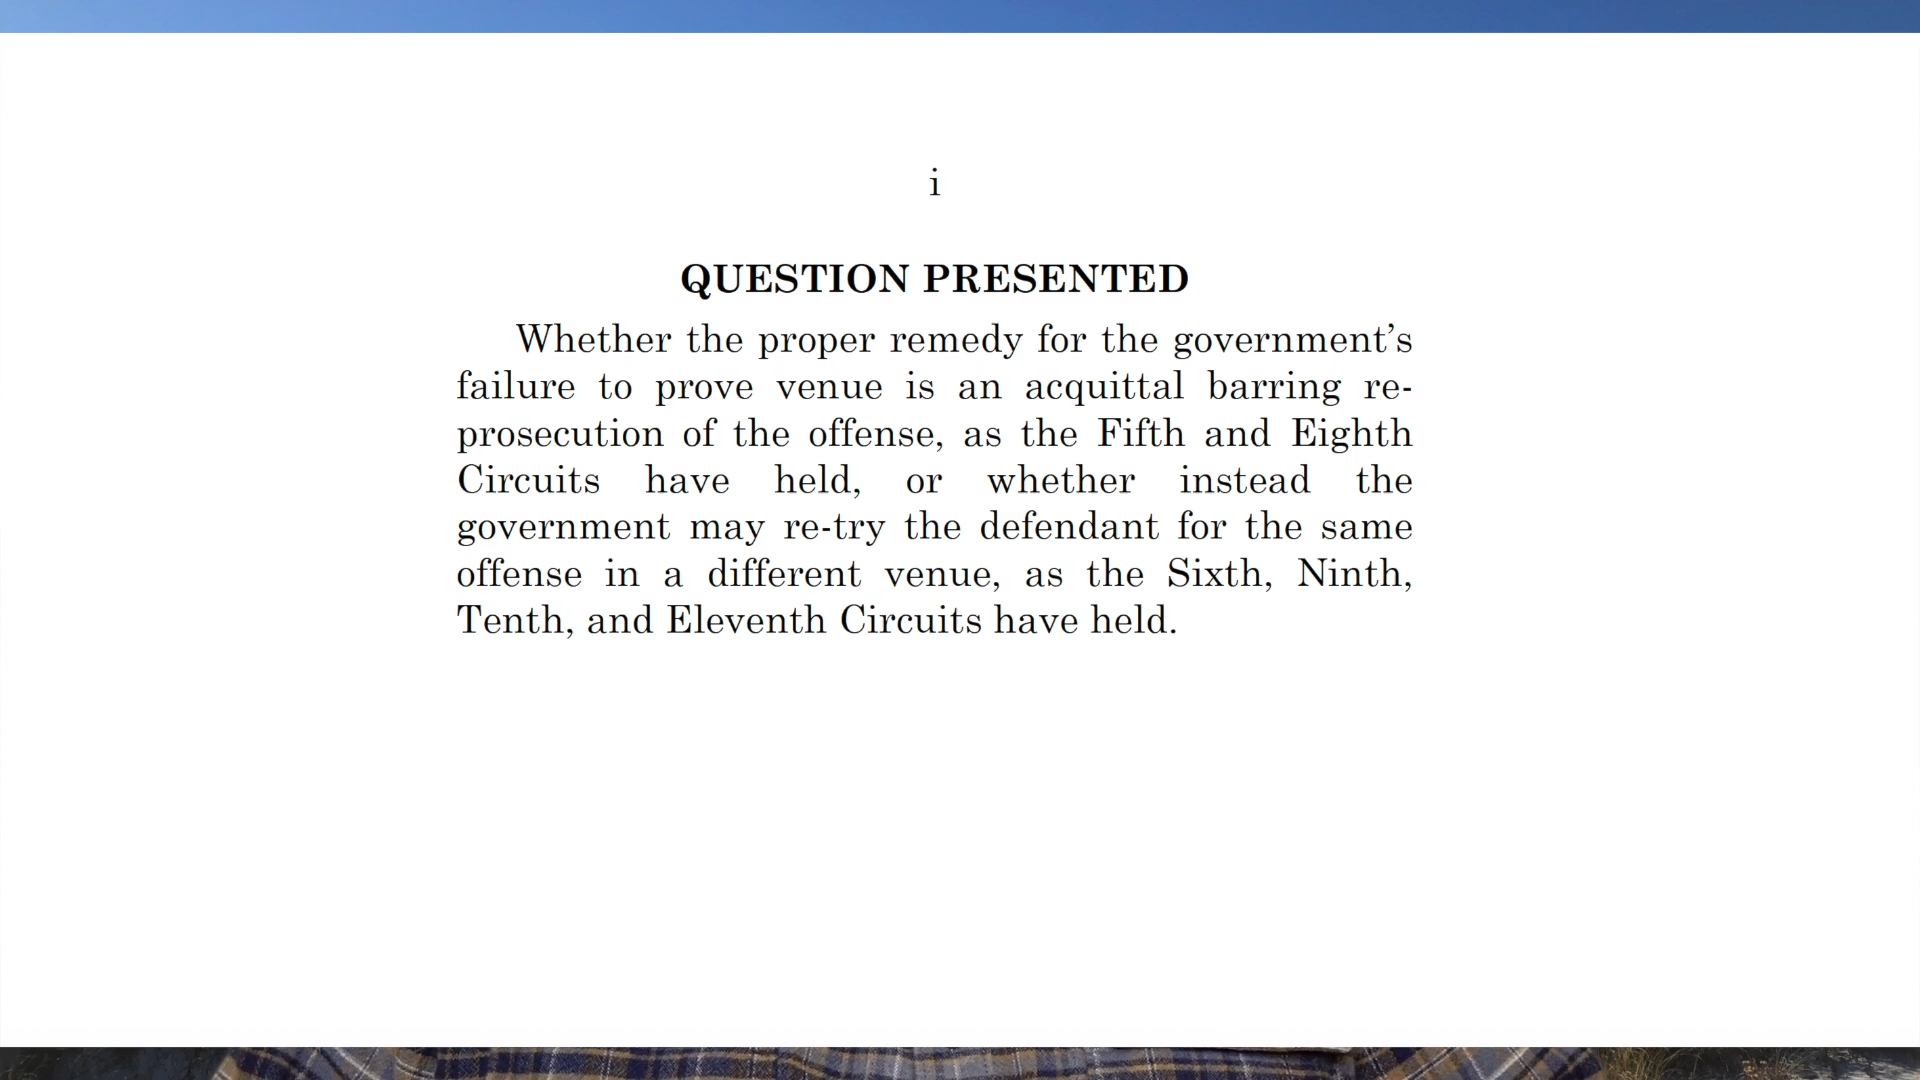 i
QUESTION PRESENTED
Whether the proper remedy for the government’s
failure to prove venue is an acquittal barring re-
prosecution of the offense, as the Fifth and Eighth
Circuits have held, or whether instead the
government may re-try the defendant for the same
offense in a different venue, as the Sixth, Ninth,
Tenth, and Eleventh Circuits have held.